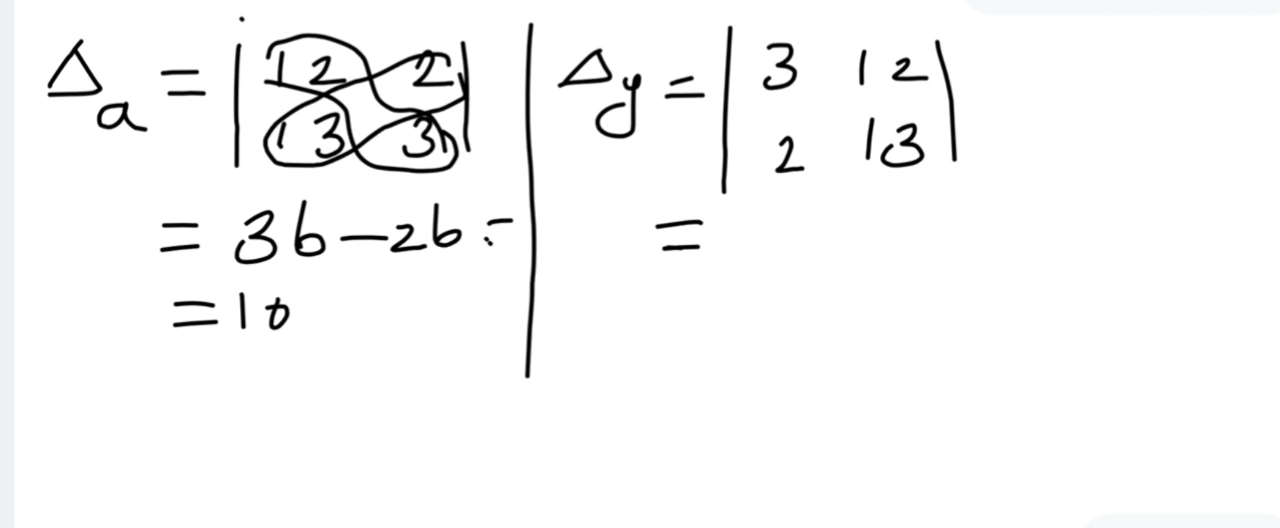 Δa = | 12 2 |
| 13 3 |
= 36 - 26 =
= 10
Δy = | 3 12 |
| 2 13 |
=